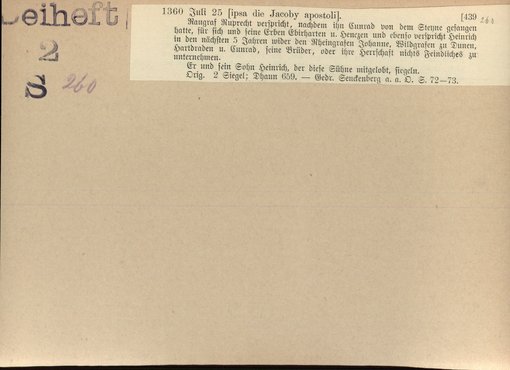 Beiheft
2
S 260
1360 Juli 25 [ipsa die Jacoby apostoli]. [439 260
Raugraf Ruprecht verspricht, nachdem ihn Cunrad von dem Steyne gefangen
hatte, für sich und seine Erben Ebirharten u. Henczen und ebenso verspricht Heinrich
in den nächsten 5 Jahren wider den Rheingrafen Johanne, Wildgrafen zu Dunen,
Hartdraden u. Cunrad, seine Brüder, oder ihre Herrschaft nichts Feindliches zu
unternehmen.
Er und sein Sohn Heinrich, der diese Sühne mitgelobt, siegeln.
Orig. 2 Siegel; Dhaun 659. — Gedr. Senckenberg a. a. O. S. 72—73.